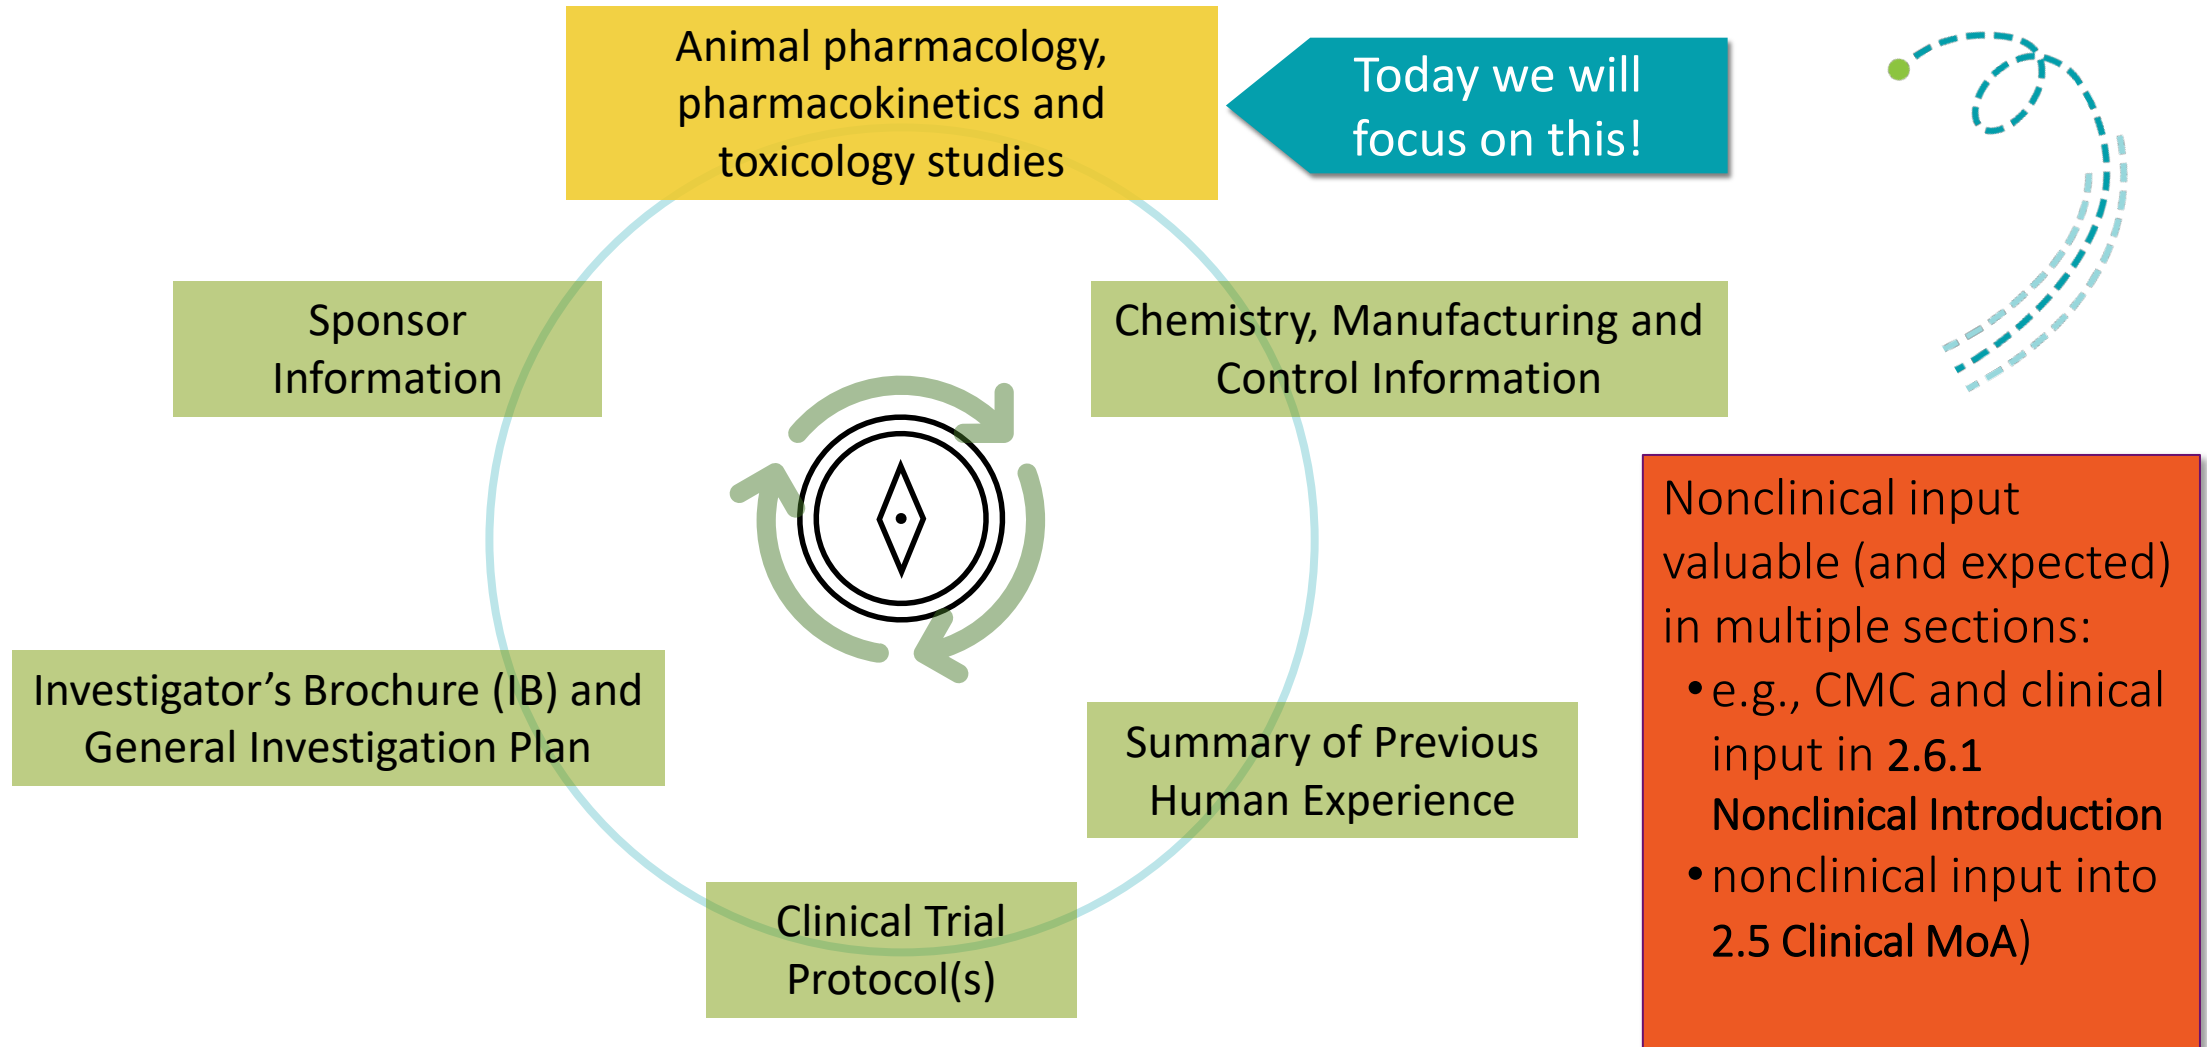 Animal pharmacology,
pharmacokinetics and
toxicology studies
Today we will
focus on this!
Sponsor
Information
Chemistry, Manufacturing and
Control Information
Investigator’s Brochure (IB) and
General Investigation Plan
Summary of Previous
Human Experience
Clinical Trial
Protocol(s)
Nonclinical input
valuable (and expected)
in multiple sections:
• e.g., CMC and clinical
input in 2.6.1
Nonclinical Introduction
• nonclinical input into
2.5 Clinical MoA)